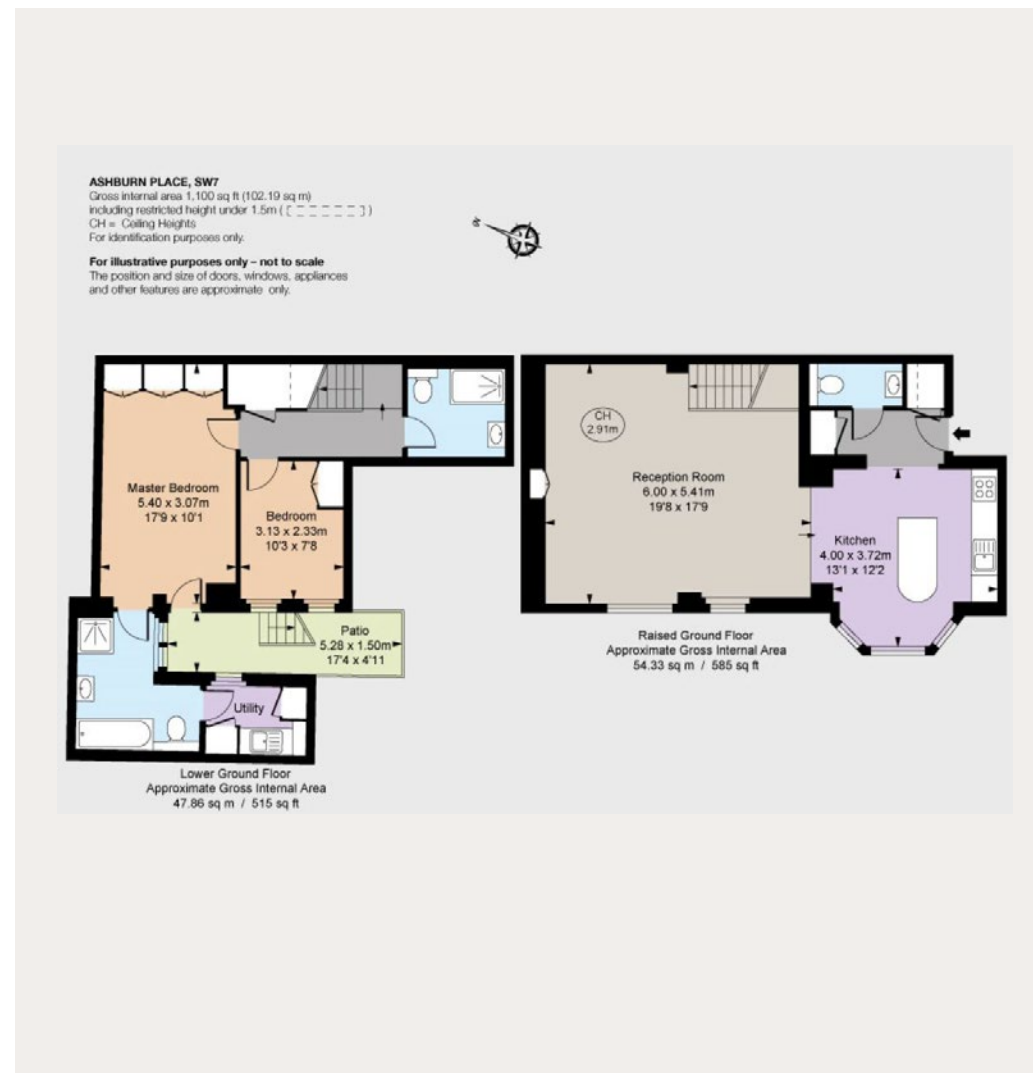 ASHBURN PLACE, SW7
Gross internal area 1,100 sq ft (102.19 sq m)
including restricted height under 1.5m ( [ _ _ _ _ _ ] )
CH = Ceiling Heights
For identification purposes only.
For illustrative purposes only – not to scale
The position and size of doors, windows, appliances
and other features are approximate only.
Master Bedroom
5.40 x 3.07m
17'9 x 10'1
Bedroom
3.13 x 2.33m
10'3 x 7'8
Patio
5.28 x 1.50m
17'4 x 4'11
Utility
Lower Ground Floor
Approximate Gross Internal Area
47.86 sq m / 515 sq ft
CH
2.91m
Reception Room
6.00 x 5.41m
19'8 x 17'9
Kitchen
4.00 x 3.72m
13'1 x 12'2
Raised Ground Floor
Approximate Gross Internal Area
54.33 sq m / 585 sq ft